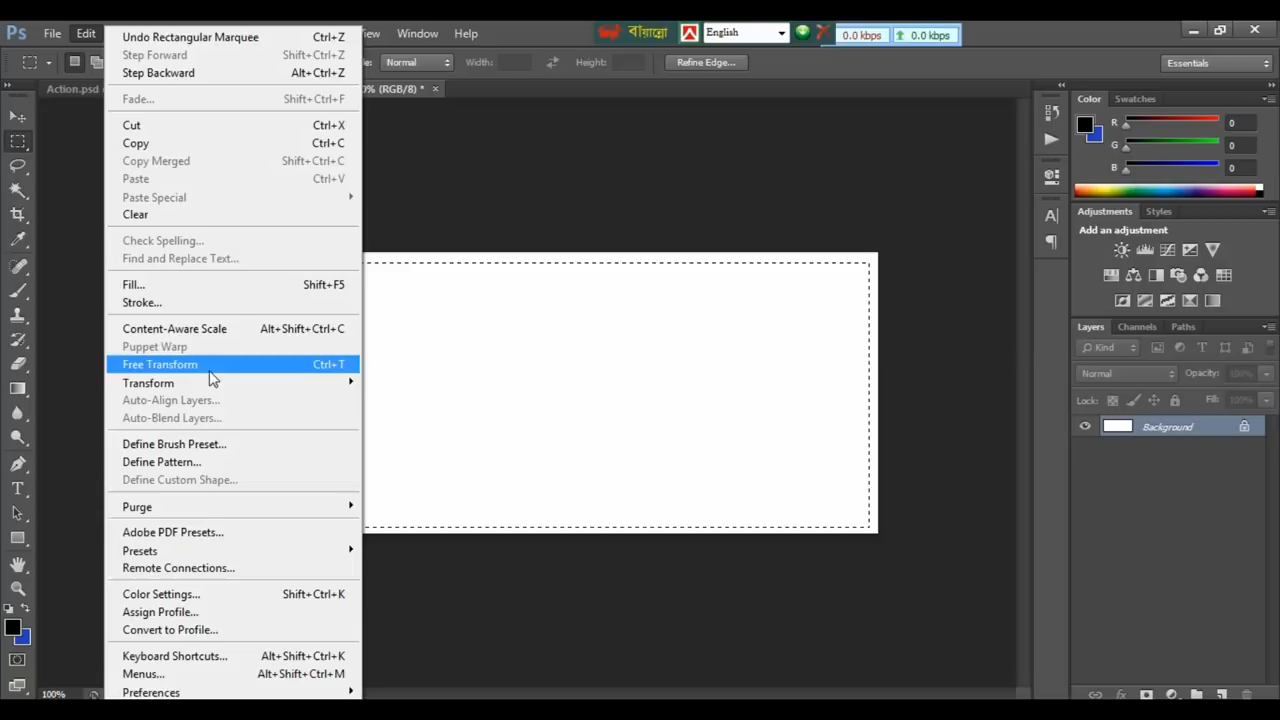 Ps File Edit View Window Help বায়ান্নো English 0.0 kbps 0.0 kbps
Normal Width: Height: Refine Edge... Essentials
Action.psd 0% (RGB/8) *
Undo Rectangular Marquee Ctrl+Z
Step Forward Shift+Ctrl+Z
Step Backward Alt+Ctrl+Z
Fade... Shift+Ctrl+F
Cut Ctrl+X
Copy Ctrl+C
Copy Merged Shift+Ctrl+C
Paste Ctrl+V
Paste Special
Clear
Check Spelling...
Find and Replace Text...
Fill... Shift+F5
Stroke...
Content-Aware Scale Alt+Shift+Ctrl+C
Puppet Warp
Free Transform Ctrl+T
Transform
Auto-Align Layers...
Auto-Blend Layers...
Define Brush Preset...
Define Pattern...
Define Custom Shape...
Purge
Adobe PDF Presets...
Presets
Remote Connections...
Color Settings... Shift+Ctrl+K
Assign Profile...
Convert to Profile...
Keyboard Shortcuts... Alt+Shift+Ctrl+K
Menus... Alt+Shift+Ctrl+M
Preferences
100%
Color Swatches
R 0
G 0
B 0
Adjustments Styles
Add an adjustment
Layers Channels Paths
Kind
Normal Opacity: 100%
Lock: Fill: 100%
Background